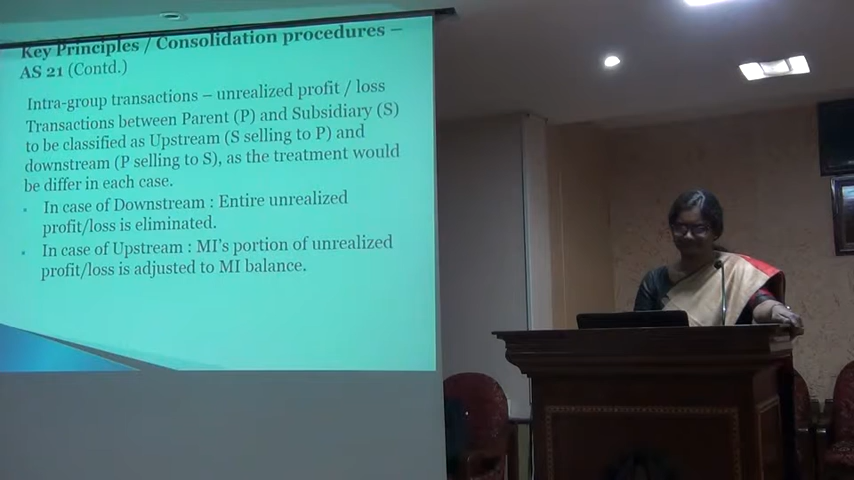 Key Principles / Consolidation procedures –
AS 21 (Contd.)
Intra-group transactions – unrealized profit / loss
Transactions between Parent (P) and Subsidiary (S)
to be classified as Upstream (S selling to P) and
downstream (P selling to S), as the treatment would
be differ in each case.
In case of Downstream : Entire unrealized
profit/loss is eliminated.
In case of Upstream : MI's portion of unrealized
profit/loss is adjusted to MI balance.